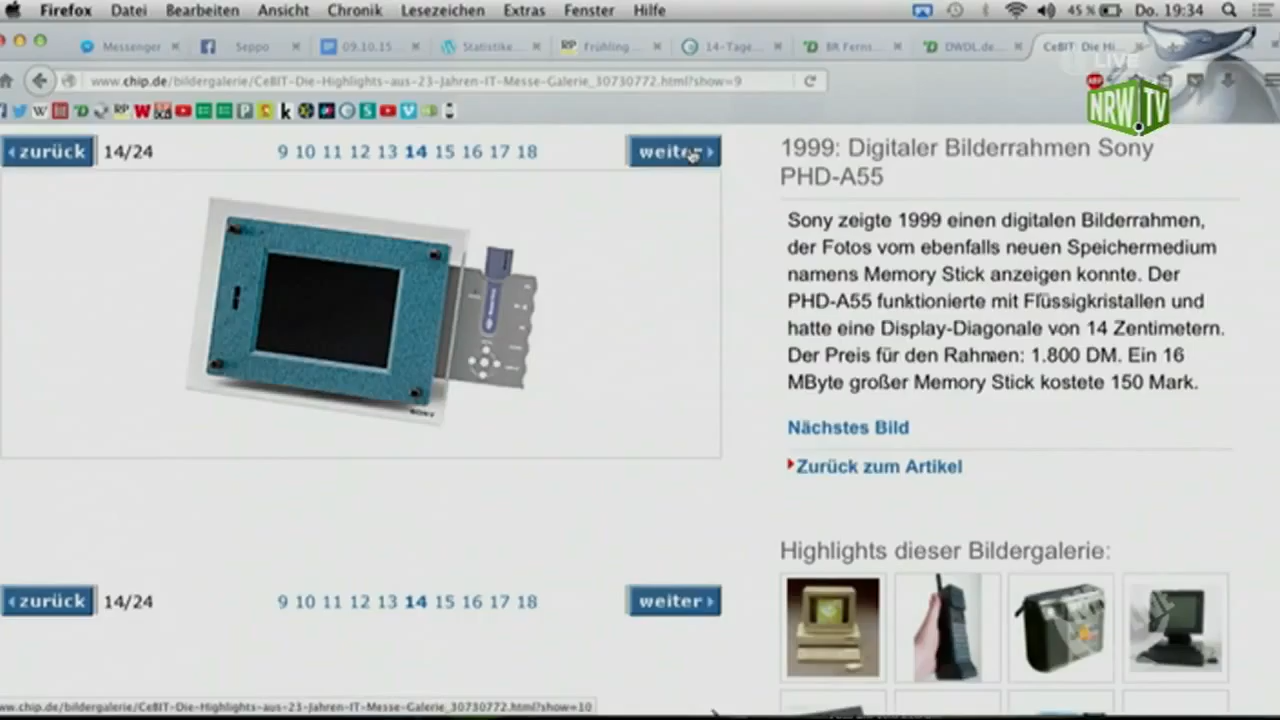 Firefox Datei Bearbeiten Ansicht Chronik Lesezeichen Extras Fenster Hilfe 45 % Do. 19:34
Messenger Seppo 09.10.15 Statistike... Frühling... 14-Tage... BR Ferns... DWDL.de... CeBIT: Die Hi...
LIVE
www.chip.de/bildergalerie/CeBIT-Die-Highlights-aus-23-Jahren-IT-Messe-Galerie_30730772.html?show=9
NRW.TV
zurück 14/24 9 10 11 12 13 14 15 16 17 18 weiter
1999: Digitaler Bilderrahmen Sony
PHD-A55
Sony zeigte 1999 einen digitalen Bilderrahmen,
der Fotos vom ebenfalls neuen Speichermedium
namens Memory Stick anzeigen konnte. Der
PHD-A55 funktionierte mit Flüssigkristallen und
hatte eine Display-Diagonale von 14 Zentimetern.
Der Preis für den Rahmen: 1.800 DM. Ein 16
MByte großer Memory Stick kostete 150 Mark.
SONY
Nächstes Bild
Zurück zum Artikel
Highlights dieser Bildergalerie:
zurück 14/24 9 10 11 12 13 14 15 16 17 18 weiter
ww.chip.de/bildergalerie/CeBIT-Die-Highlights-aus-23-Jahren-IT-Messe-Galerie_30730772.html?show=10